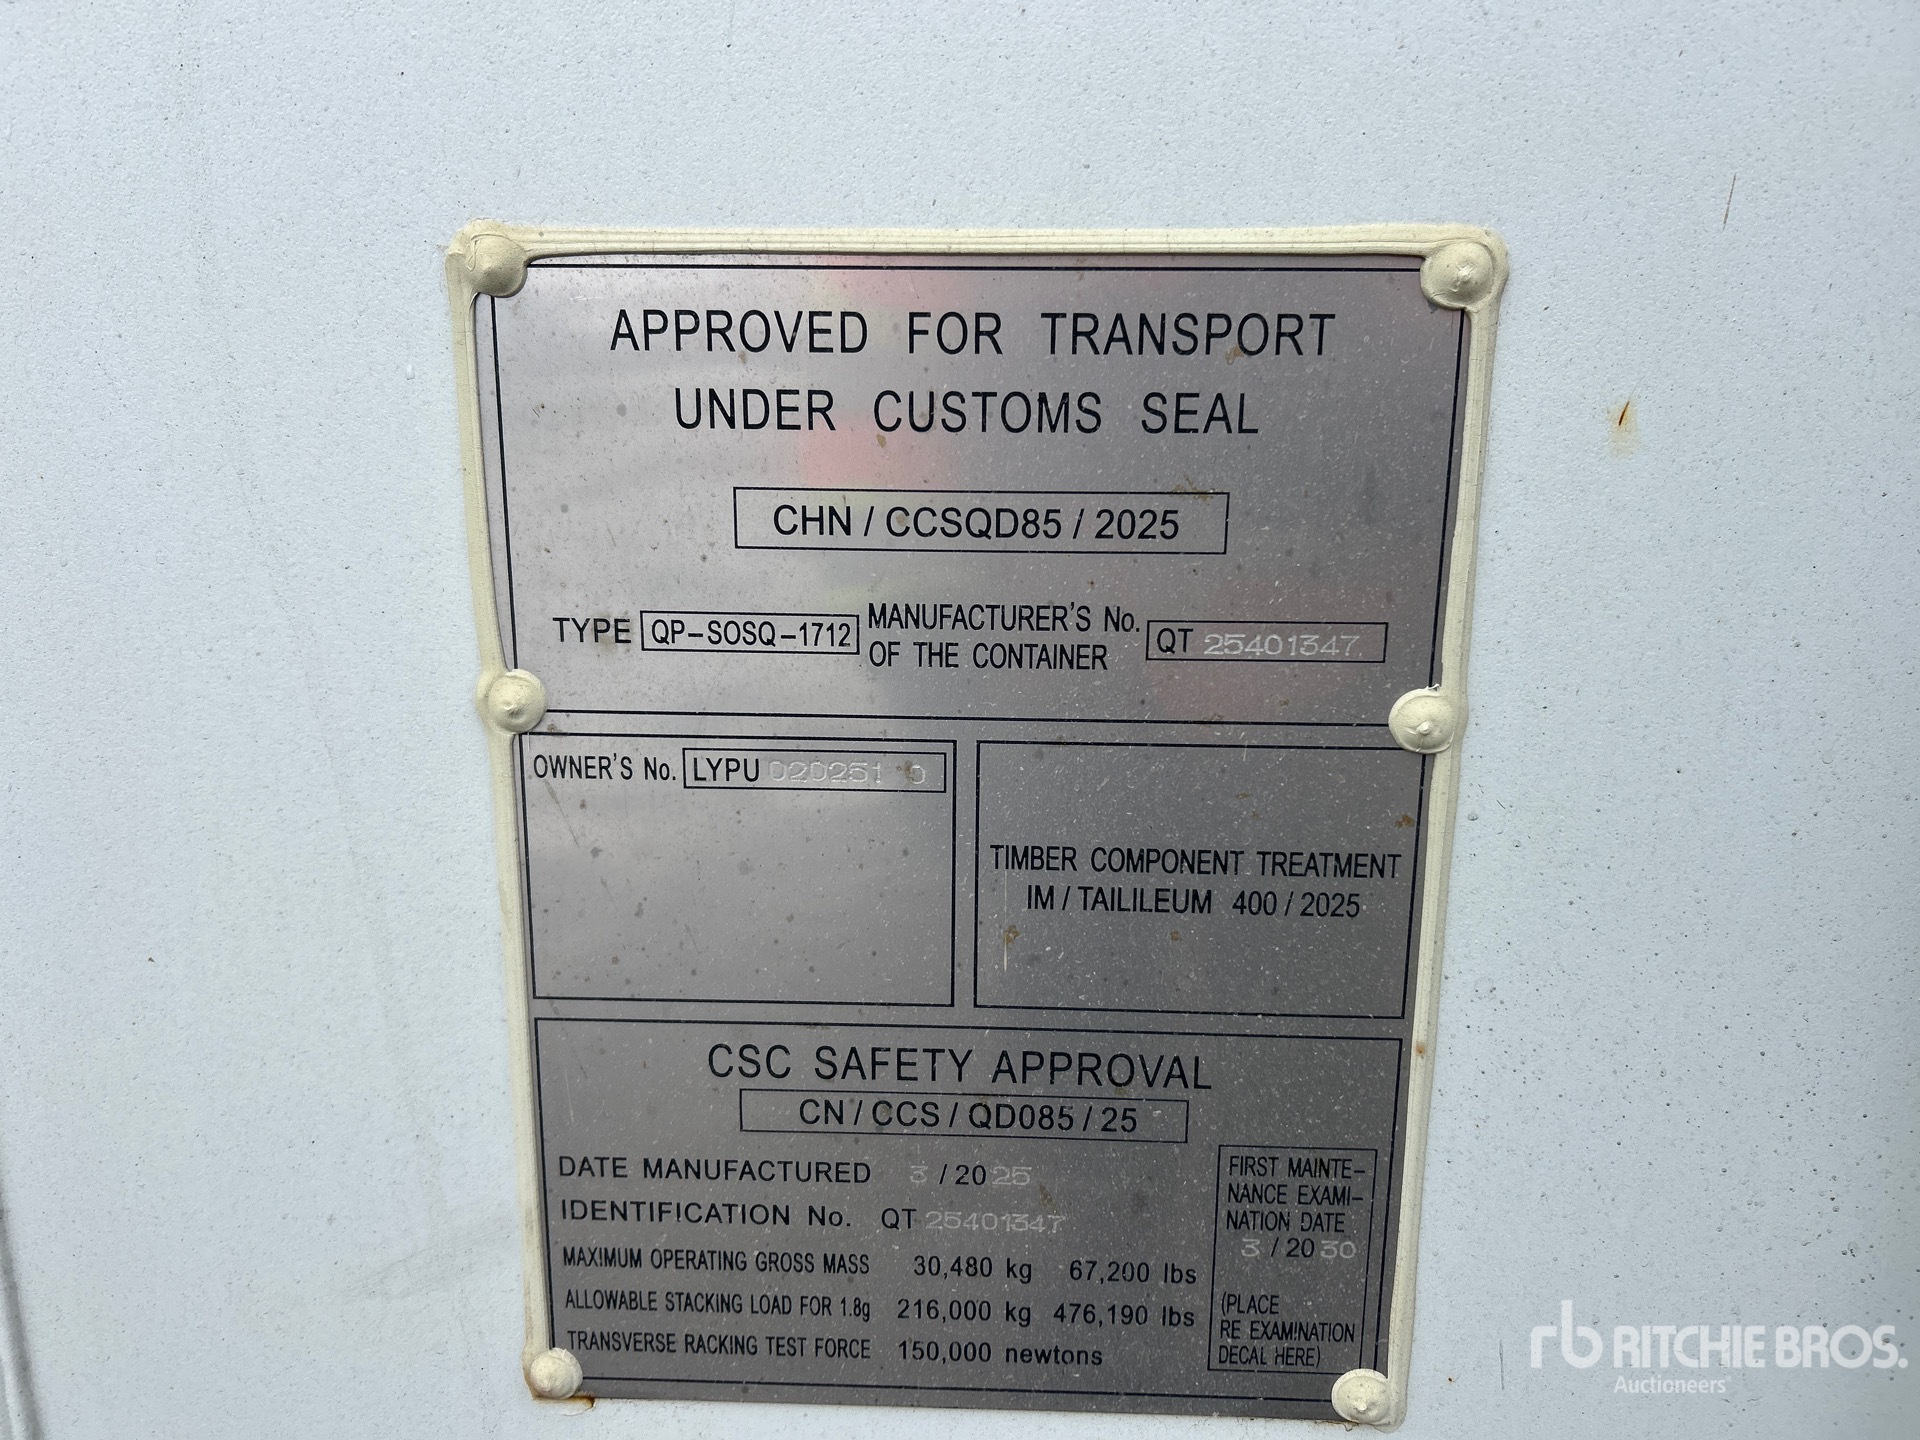 APPROVED FOR TRANSPORT
UNDER CUSTOMS SEAL
CHN / CCSQD85 / 2025
TYPE QP-SOSQ-1712 MANUFACTURER'S No. OF THE CONTAINER QT 25401347
OWNER'S No. LYPU 020251 0
TIMBER COMPONENT TREATMENT
IM / TAILILEUM 400 / 2025
CSC SAFETY APPROVAL
CN / CCS / QD085 / 25
DATE MANUFACTURED 3 / 2025
IDENTIFICATION No. QT 25401347
MAXIMUM OPERATING GROSS MASS 30,480 kg 67,200 lbs
ALLOWABLE STACKING LOAD FOR 1.8g 216,000 kg 476,190 lbs
TRANSVERSE RACKING TEST FORCE 150,000 newtons
FIRST MAINTE-
NANCE EXAMI-
NATION DATE
3 / 2030
(PLACE
RE EXAMINATION
DECAL HERE)
rb RITCHIE BROS.
Auctioneers